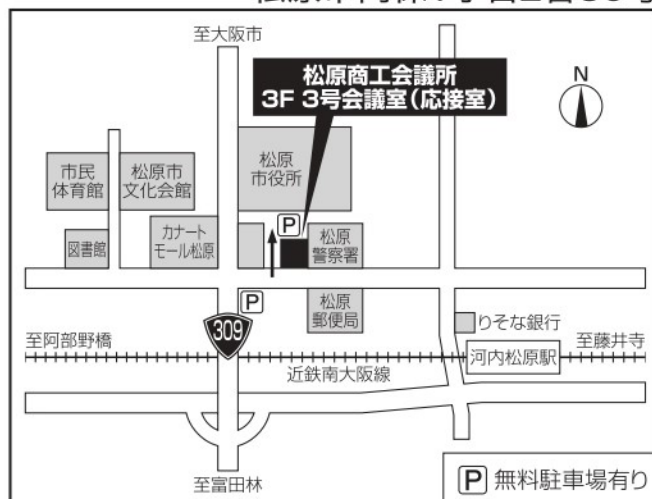 至大阪市
松原商工会議所
3F 3号会議室(応接室)
N
市民
体育館
松原市
文化会館
松原
市役所
P
図書館
カナート
モール松原
松原
警察署
P
松原
郵便局
309
りそな銀行
至阿部野橋
至藤井寺
河内松原駅
近鉄南大阪線
至富田林
P 無料駐車場有り